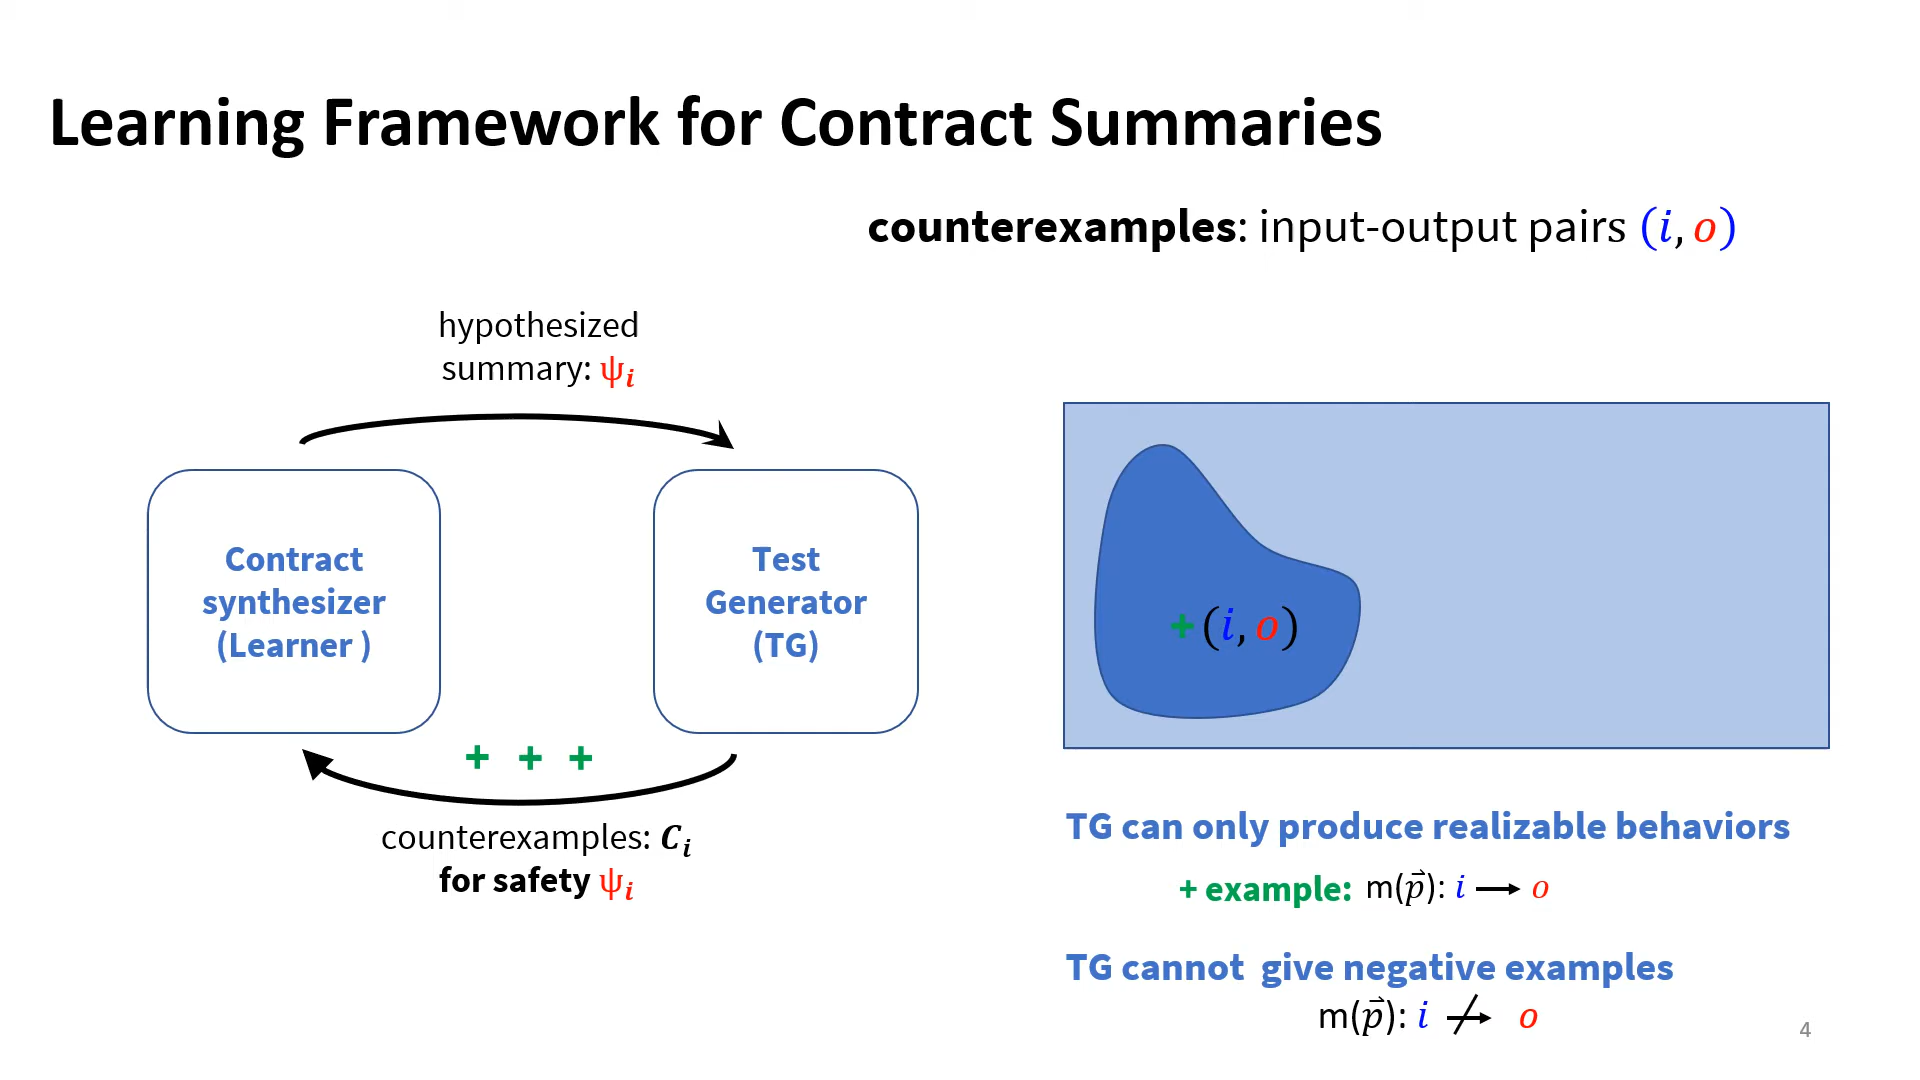 Learning Framework for Contract Summaries
counterexamples: input-output pairs (i, o)
hypothesized
summary: ψᵢ
Contract
synthesizer
(Learner )
Test
Generator
(TG)
+ + +
counterexamples: Cᵢ
for safety ψᵢ
+ (i, o)
TG can only produce realizable behaviors
+ example: m(p⃗): i ⟶ o
TG cannot give negative examples
m(p⃗): i ↛ o
4